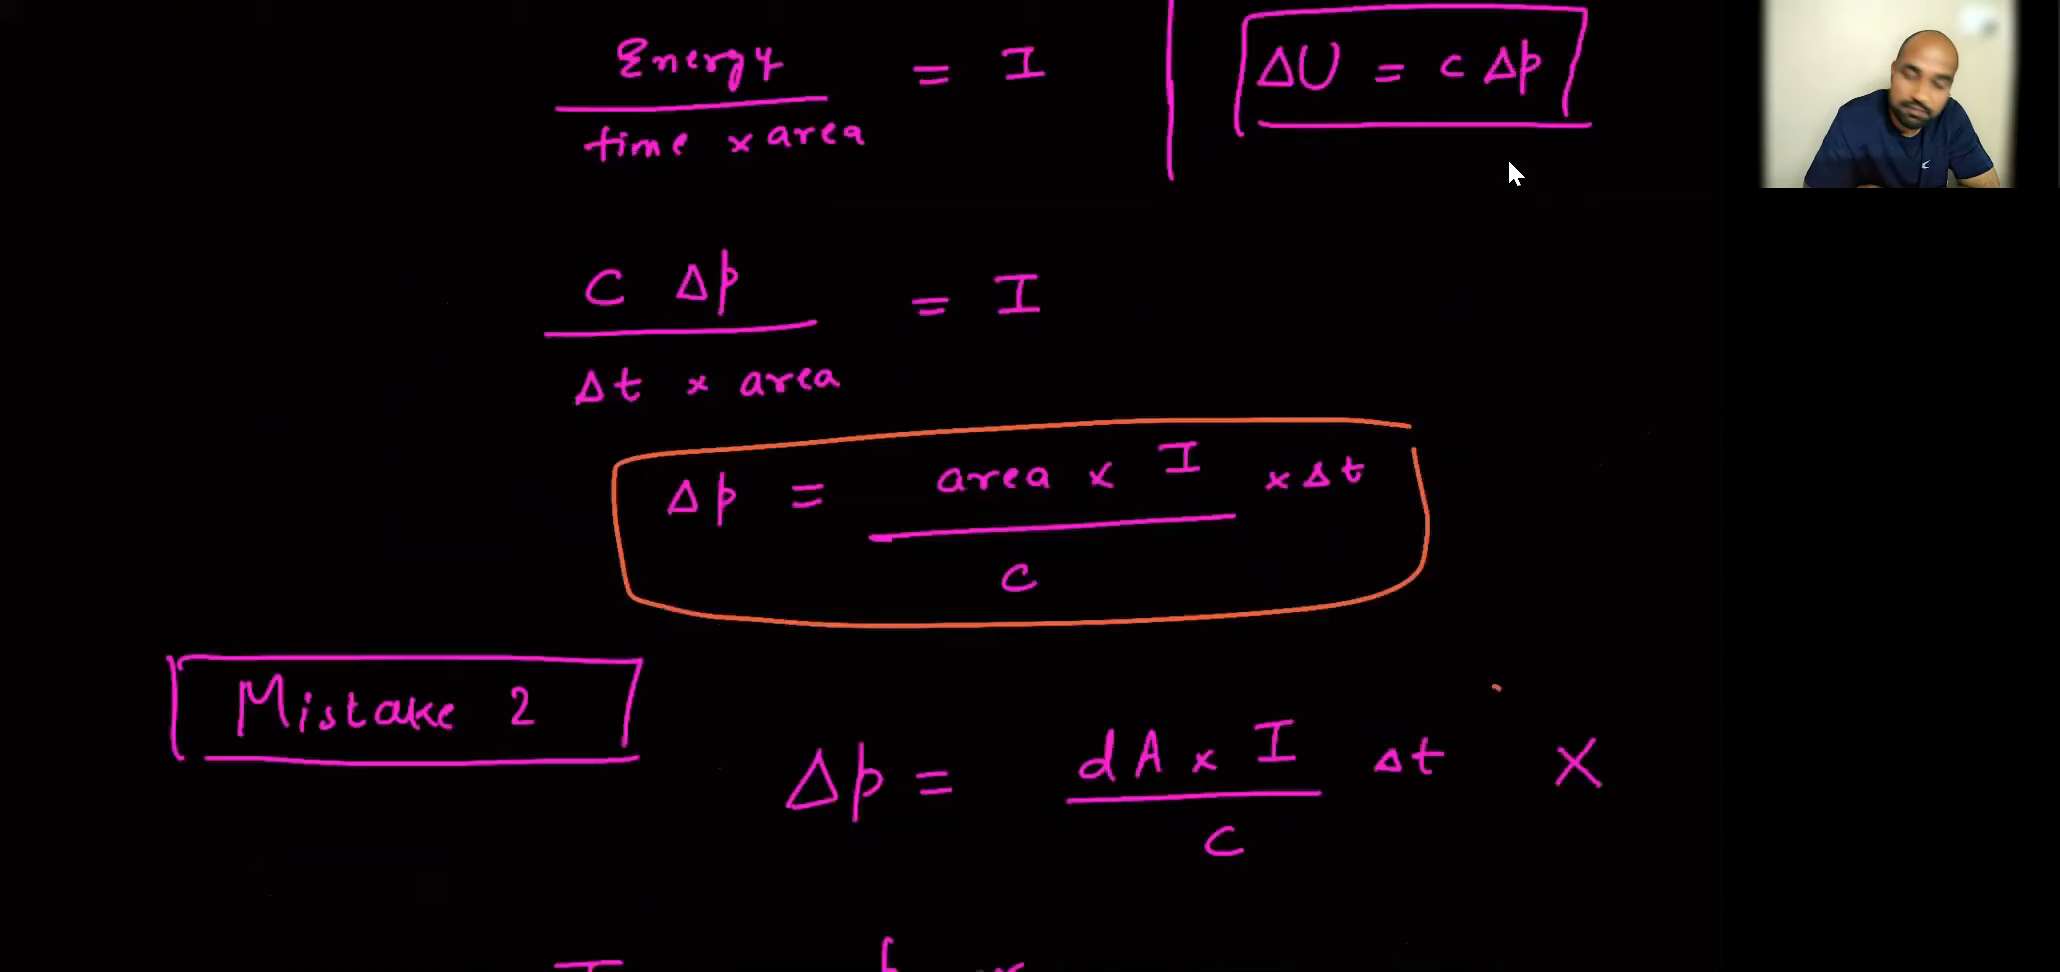 Energy / time × area = I
ΔU = c Δp
C Δp / Δt × area = I
Δp = area × I / c × Δt
Mistake 2
Δp = dA × I / c Δt X